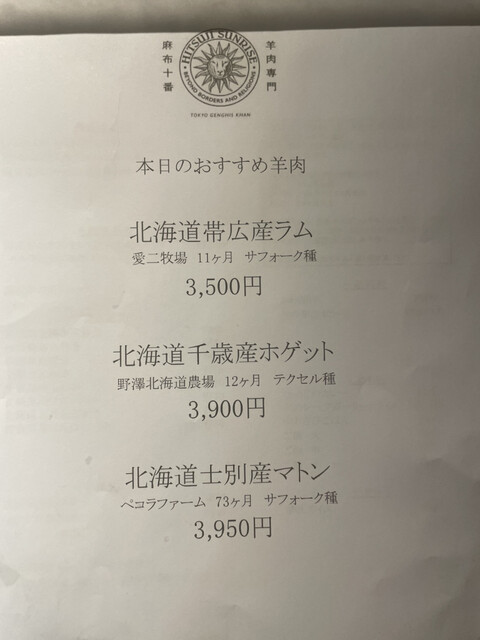 麻布十番
HITSUJI SUNRISE
BEYOND BORDERS AND RELIGIONS
羊肉専門
TOKYO GENGHIS KHAN
本日のおすすめ羊肉
北海道帯広産ラム
愛二牧場 11ヶ月 サフォーク種
3,500円
北海道千歳産ホゲット
野澤北海道農場 12ヶ月 テクセル種
3,900円
北海道士別産マトン
ペコラファーム 73ヶ月 サフォーク種
3,950円